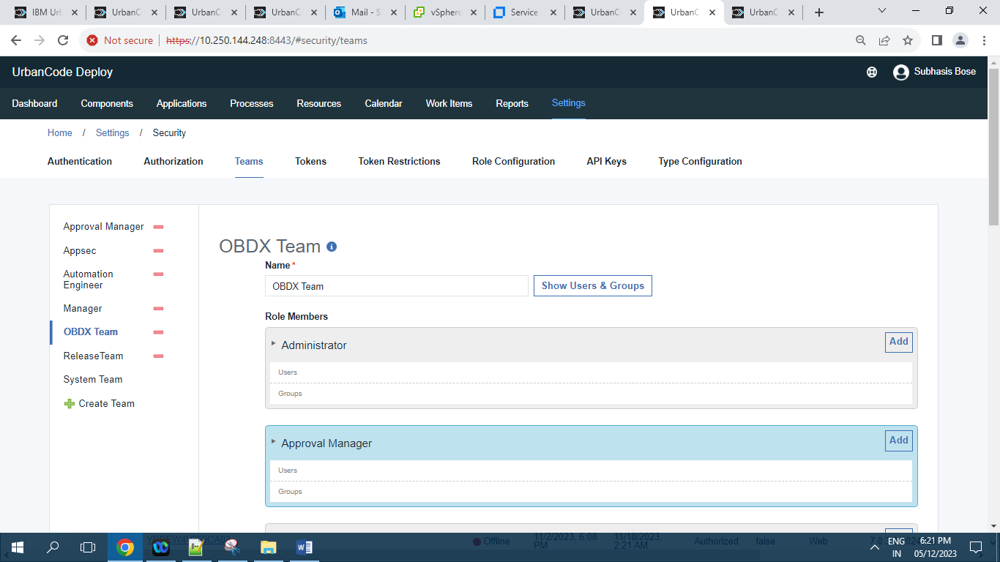 IBM Urb
UrbanC
UrbanC
UrbanC
Mail - S
vSphere
Service
UrbanC
UrbanC
UrbanC
Not secure
https://10.250.144.248:8443/#security/teams
UrbanCode Deploy
Subhasis Bose
Dashboard Components Applications Processes Resources Calendar Work Items Reports Settings
Home / Settings / Security
Authentication Authorization Teams Tokens Token Restrictions Role Configuration API Keys Type Configuration
Approval Manager
Appsec
Automation
Engineer
Manager
OBDX Team
ReleaseTeam
System Team
Create Team
OBDX Team
Name *
OBDX Team
Show Users & Groups
Role Members
Administrator
Add
Users
Groups
Approval Manager
Add
Users
Groups
Offline
11/2/2023, 6:08
PM
11/18/2023,
2:21 AM
Authorized
false
Web
ENG
IN
6:21 PM
05/12/2023